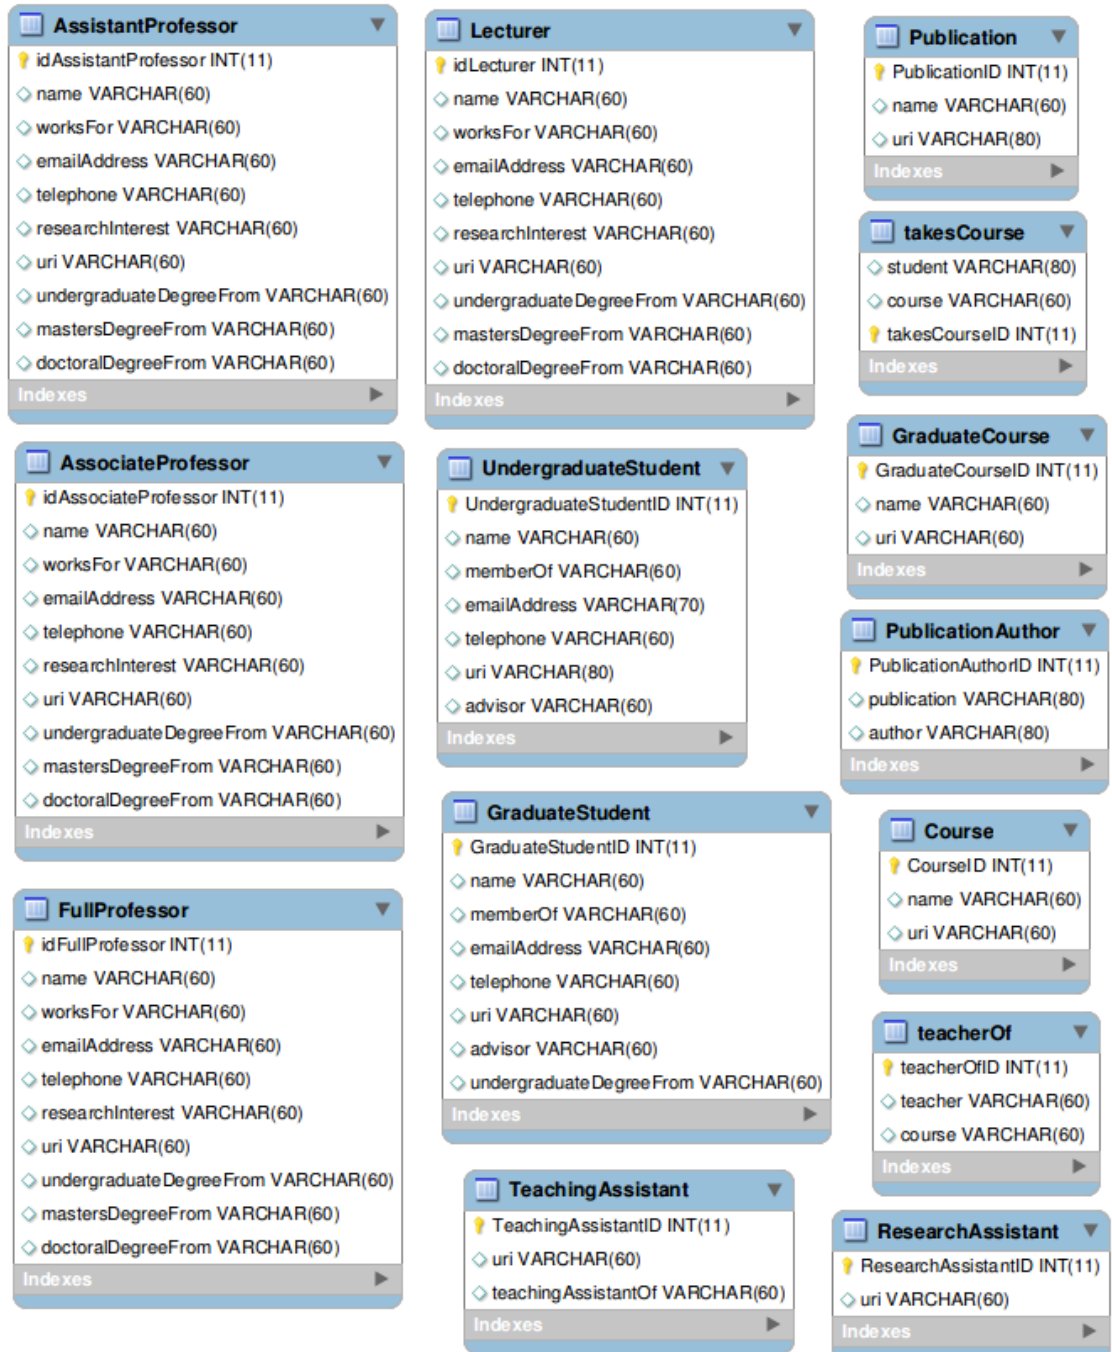 AssistantProfessor
idAssistantProfessor INT(11)
name VARCHAR(60)
worksFor VARCHAR(60)
emailAddress VARCHAR(60)
telephone VARCHAR(60)
researchInterest VARCHAR(60)
uri VARCHAR(60)
undergraduateDegreeFrom VARCHAR(60)
mastersDegreeFrom VARCHAR(60)
doctoralDegreeFrom VARCHAR(60)
Indexes
AssociateProfessor
idAssociateProfessor INT(11)
name VARCHAR(60)
worksFor VARCHAR(60)
emailAddress VARCHAR(60)
telephone VARCHAR(60)
researchInterest VARCHAR(60)
uri VARCHAR(60)
undergraduateDegreeFrom VARCHAR(60)
mastersDegreeFrom VARCHAR(60)
doctoralDegreeFrom VARCHAR(60)
Indexes
FullProfessor
idFullProfessor INT(11)
name VARCHAR(60)
worksFor VARCHAR(60)
emailAddress VARCHAR(60)
telephone VARCHAR(60)
researchInterest VARCHAR(60)
uri VARCHAR(60)
undergraduateDegreeFrom VARCHAR(60)
mastersDegreeFrom VARCHAR(60)
doctoralDegreeFrom VARCHAR(60)
Indexes
Lecturer
idLecturer INT(11)
name VARCHAR(60)
worksFor VARCHAR(60)
emailAddress VARCHAR(60)
telephone VARCHAR(60)
researchInterest VARCHAR(60)
uri VARCHAR(60)
undergraduateDegreeFrom VARCHAR(60)
mastersDegreeFrom VARCHAR(60)
doctoralDegreeFrom VARCHAR(60)
Indexes
UndergraduateStudent
UndergraduateStudentID INT(11)
name VARCHAR(60)
memberOf VARCHAR(60)
emailAddress VARCHAR(70)
telephone VARCHAR(60)
uri VARCHAR(80)
advisor VARCHAR(60)
Indexes
GraduateStudent
GraduateStudentID INT(11)
name VARCHAR(60)
memberOf VARCHAR(60)
emailAddress VARCHAR(60)
telephone VARCHAR(60)
uri VARCHAR(60)
advisor VARCHAR(60)
undergraduateDegreeFrom VARCHAR(60)
Indexes
TeachingAssistant
TeachingAssistantID INT(11)
uri VARCHAR(60)
teachingAssistantOf VARCHAR(60)
Indexes
Publication
PublicationID INT(11)
name VARCHAR(60)
uri VARCHAR(80)
Indexes
takesCourse
student VARCHAR(80)
course VARCHAR(60)
takesCourseID INT(11)
Indexes
GraduateCourse
GraduateCourseID INT(11)
name VARCHAR(60)
uri VARCHAR(60)
Indexes
PublicationAuthor
PublicationAuthorID INT(11)
publication VARCHAR(80)
author VARCHAR(80)
Indexes
Course
CourseID INT(11)
name VARCHAR(60)
uri VARCHAR(60)
Indexes
teacherOf
teacherOfID INT(11)
teacher VARCHAR(60)
course VARCHAR(60)
Indexes
ResearchAssistant
ResearchAssistantID INT(11)
uri VARCHAR(60)
Indexes